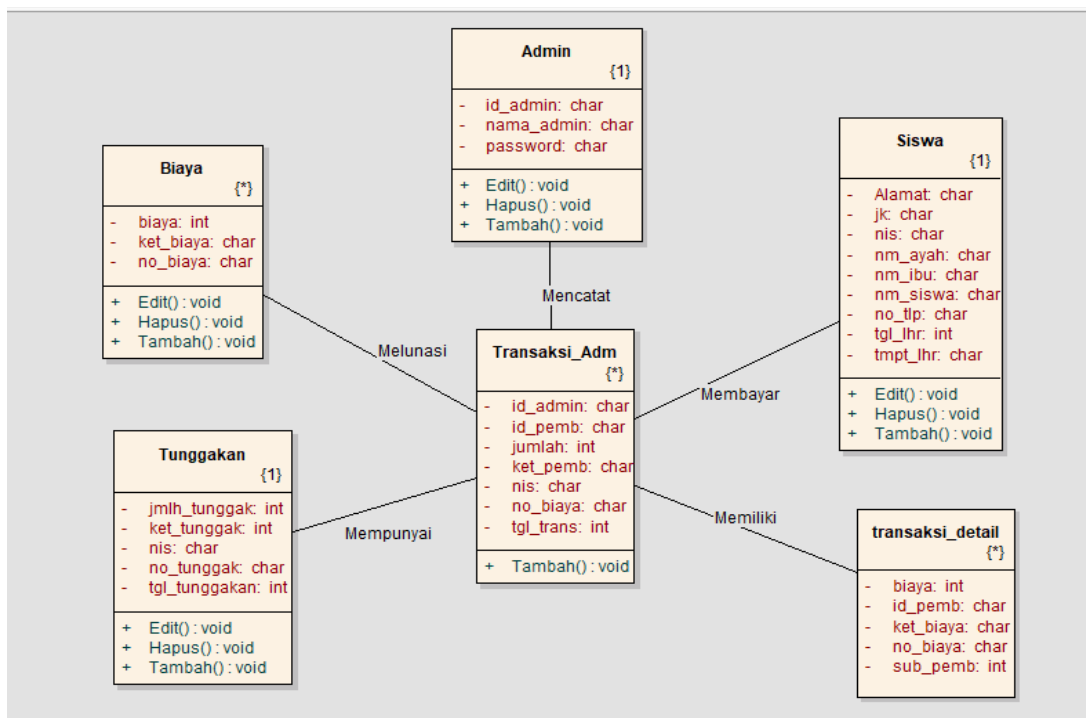 Admin
{1}
- id_admin: char
- nama_admin: char
- password: char
+ Edit() : void
+ Hapus() : void
+ Tambah() : void
Biaya
{*}
- biaya: int
- ket_biaya: char
- no_biaya: char
+ Edit() : void
+ Hapus() : void
+ Tambah() : void
Siswa
{1}
- Alamat: char
- jk: char
- nis: char
- nm_ayah: char
- nm_ibu: char
- nm_siswa: char
- no_tlp: char
- tgl_lhr: int
- tmpt_lhr: char
+ Edit() : void
+ Hapus() : void
+ Tambah() : void
Mencatat
Melunasi
Membayar
Transaksi_Adm
{*}
- id_admin: char
- id_pemb: char
- jumlah: int
- ket_pemb: char
- nis: char
- no_biaya: char
- tgl_trans: int
+ Tambah() : void
Tunggakan
{1}
- jmlh_tunggak: int
- ket_tunggak: int
- nis: char
- no_tunggak: char
- tgl_tunggakan: int
+ Edit() : void
+ Hapus() : void
+ Tambah() : void
Mempunyai
Memiliki
transaksi_detail
{*}
- biaya: int
- id_pemb: char
- ket_biaya: char
- no_biaya: char
- sub_pemb: int